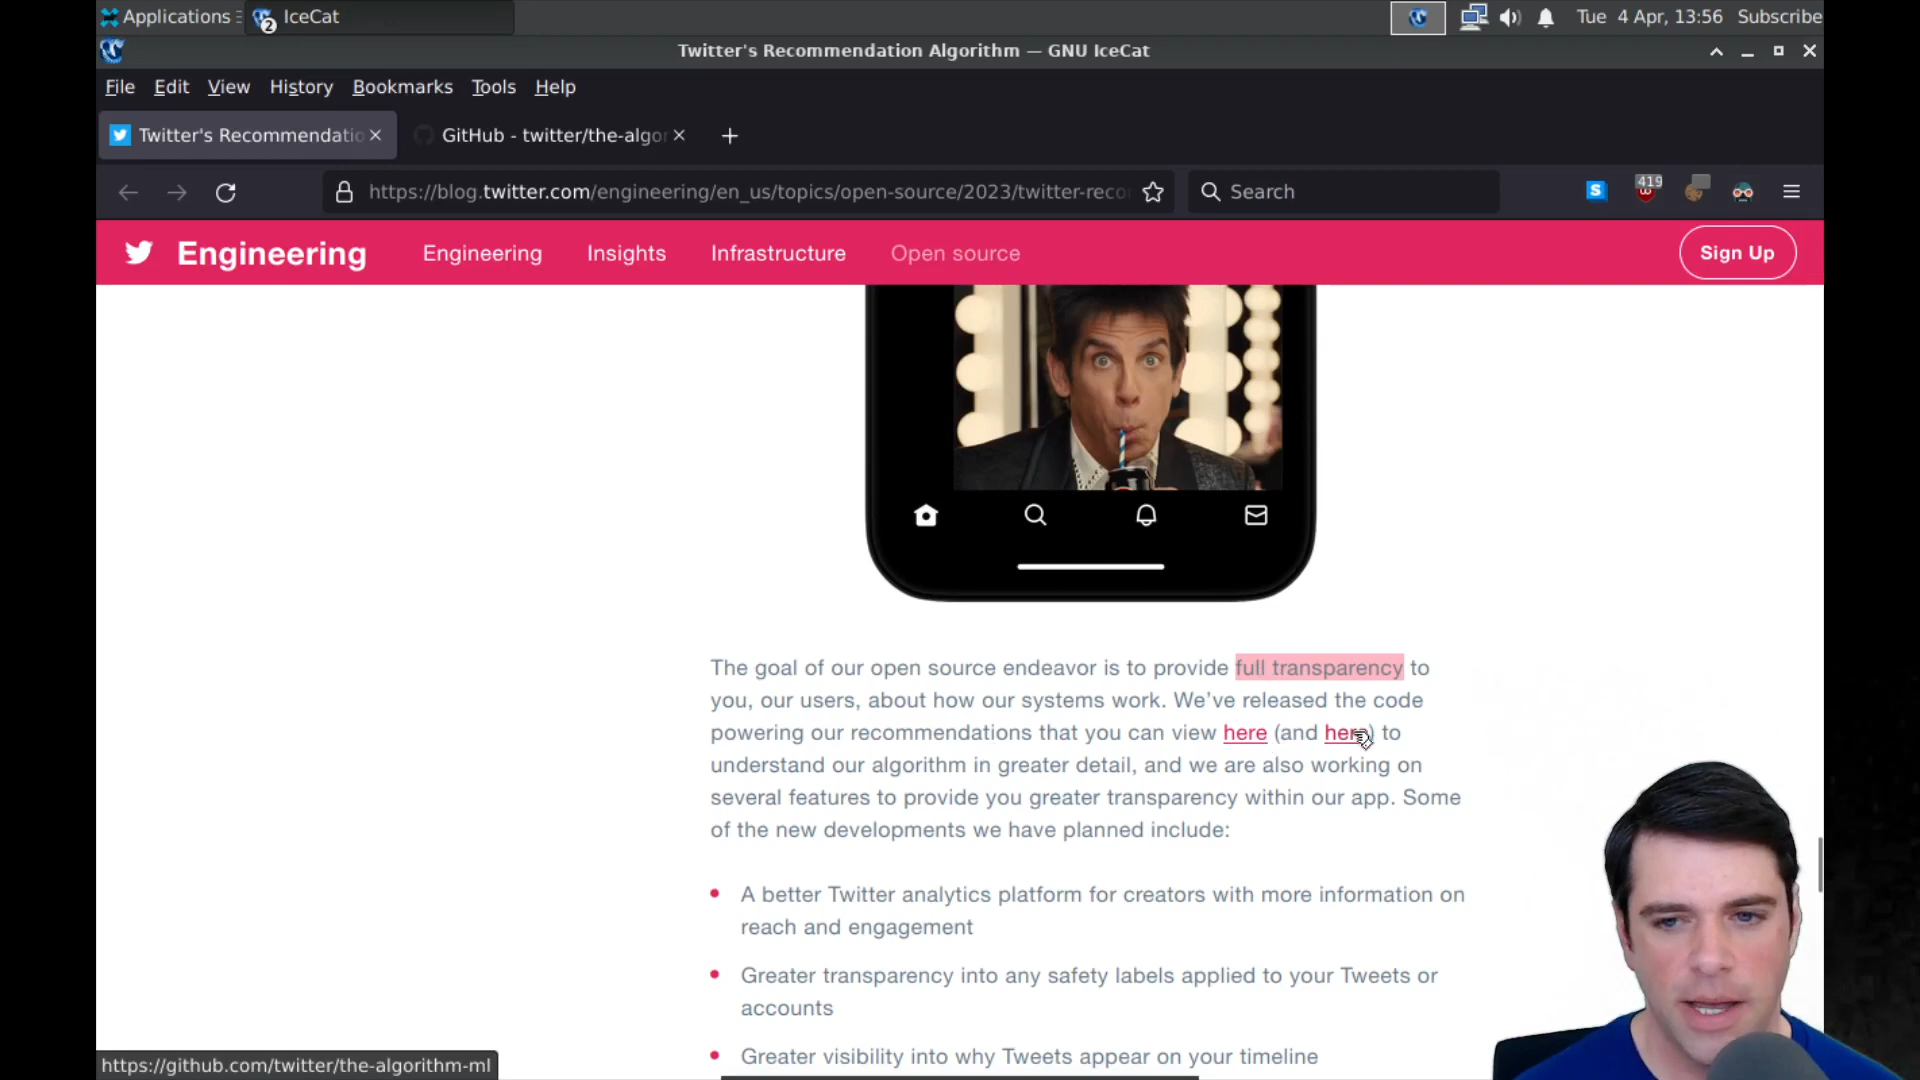 Applications
2
IceCat
Tue 4 Apr, 13:56
Subscribe
Twitter's Recommendation Algorithm — GNU IceCat
File Edit View History Bookmarks Tools Help
Twitter's Recommendatio
GitHub - twitter/the-algor
https://blog.twitter.com/engineering/en_us/topics/open-source/2023/twitter-reco
Search
S
419
Engineering
Engineering
Insights
Infrastructure
Open source
Sign Up
The goal of our open source endeavor is to provide full transparency to
you, our users, about how our systems work. We’ve released the code
powering our recommendations that you can view here (and here) to
understand our algorithm in greater detail, and we are also working on
several features to provide you greater transparency within our app. Some
of the new developments we have planned include:
A better Twitter analytics platform for creators with more information on
reach and engagement
Greater transparency into any safety labels applied to your Tweets or
accounts
Greater visibility into why Tweets appear on your timeline
https://github.com/twitter/the-algorithm-ml